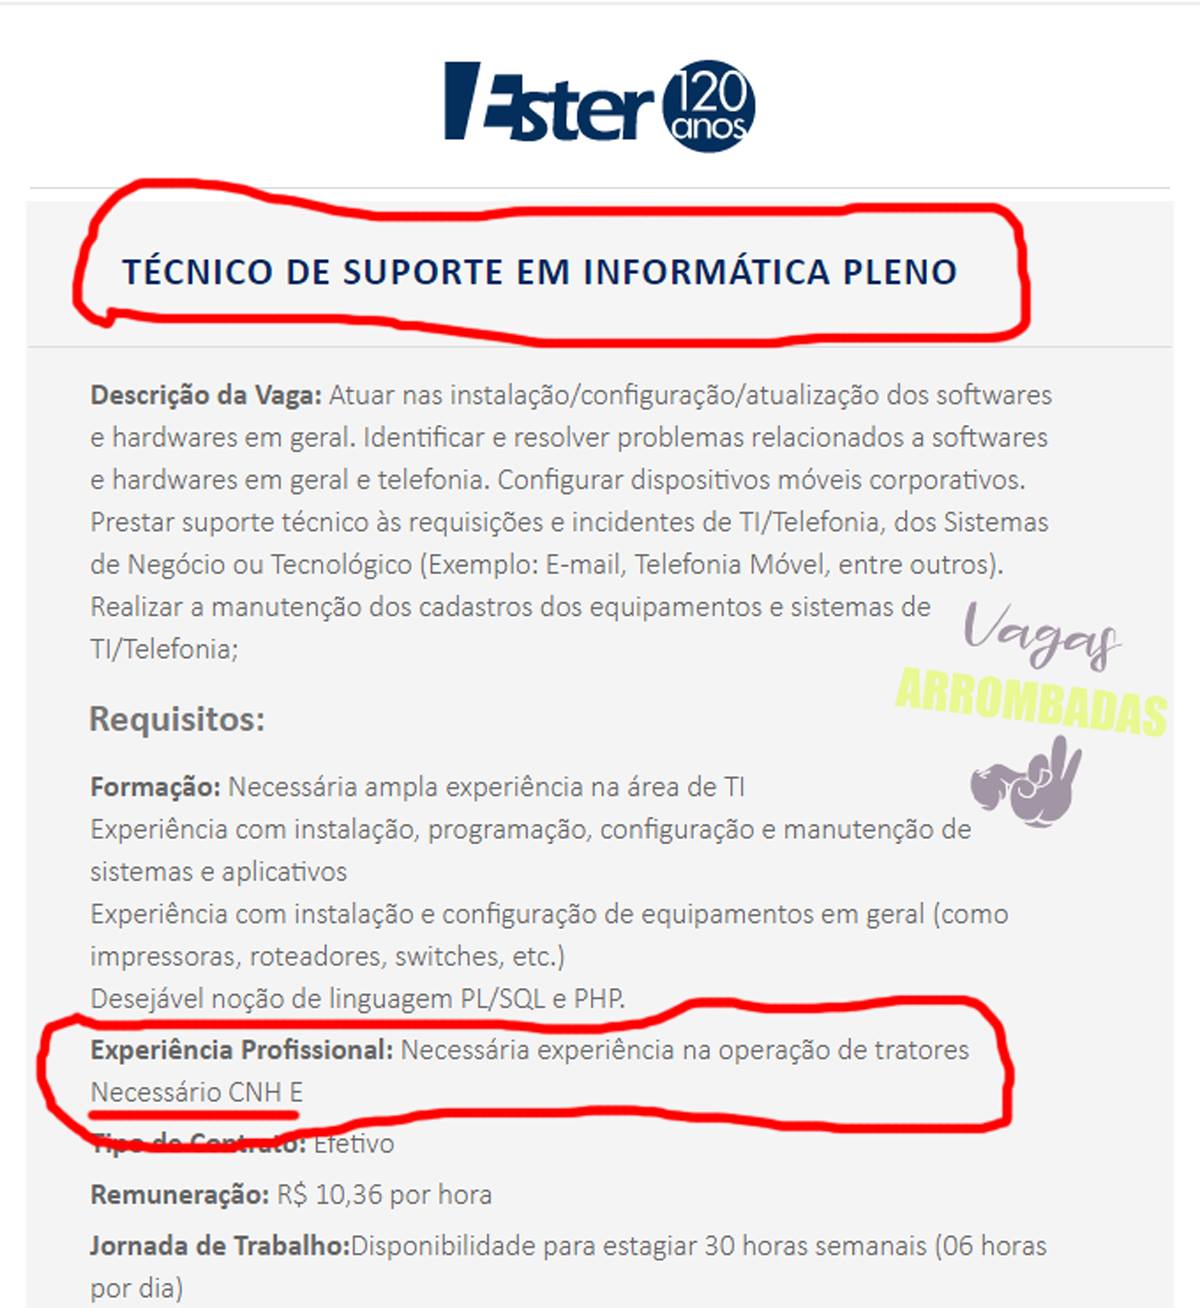 Ester 120 anos
TÉCNICO DE SUPORTE EM INFORMÁTICA PLENO
Descrição da Vaga: Atuar nas instalação/configuração/atualização dos softwares
e hardwares em geral. Identificar e resolver problemas relacionados a softwares
e hardwares em geral e telefonia. Configurar dispositivos móveis corporativos.
Prestar suporte técnico às requisições e incidentes de TI/Telefonia, dos Sistemas
de Negócio ou Tecnológico (Exemplo: E-mail, Telefonia Móvel, entre outros).
Realizar a manutenção dos cadastros dos equipamentos e sistemas de
TI/Telefonia;
Vagas
ARROMBADAS
Requisitos:
Formação: Necessária ampla experiência na área de TI
Experiência com instalação, programação, configuração e manutenção de
sistemas e aplicativos
Experiência com instalação e configuração de equipamentos em geral (como
impressoras, roteadores, switches, etc.)
Desejável noção de linguagem PL/SQL e PHP.
Experiência Profissional: Necessária experiência na operação de tratores
Necessário CNH E
Tipo de Contrato: Efetivo
Remuneração: R$ 10,36 por hora
Jornada de Trabalho:Disponibilidade para estagiar 30 horas semanais (06 horas
por dia)